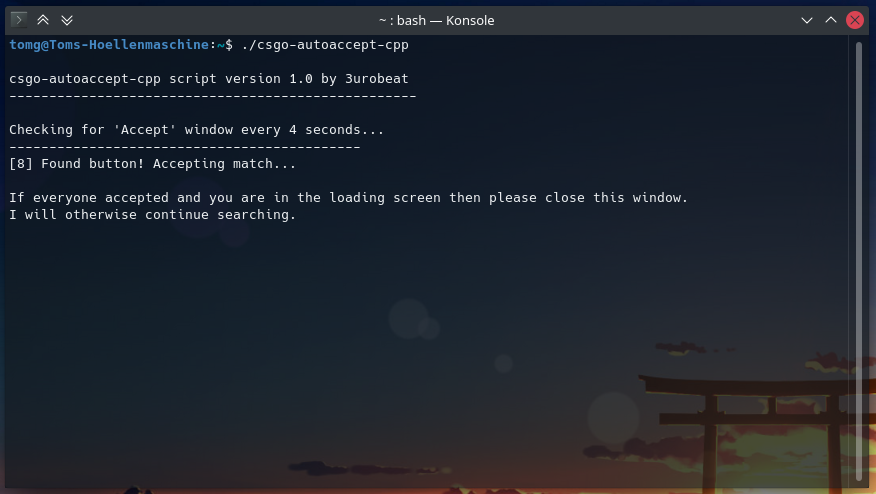 ~ : bash — Konsole
tomg@Toms-Hoellenmaschine:~$ ./csgo-autoaccept-cpp
csgo-autoaccept-cpp script version 1.0 by 3urobeat
---------------------------------------------------
Checking for 'Accept' window every 4 seconds...
--------------------------------------------
[8] Found button! Accepting match...
If everyone accepted and you are in the loading screen then please close this window.
I will otherwise continue searching.